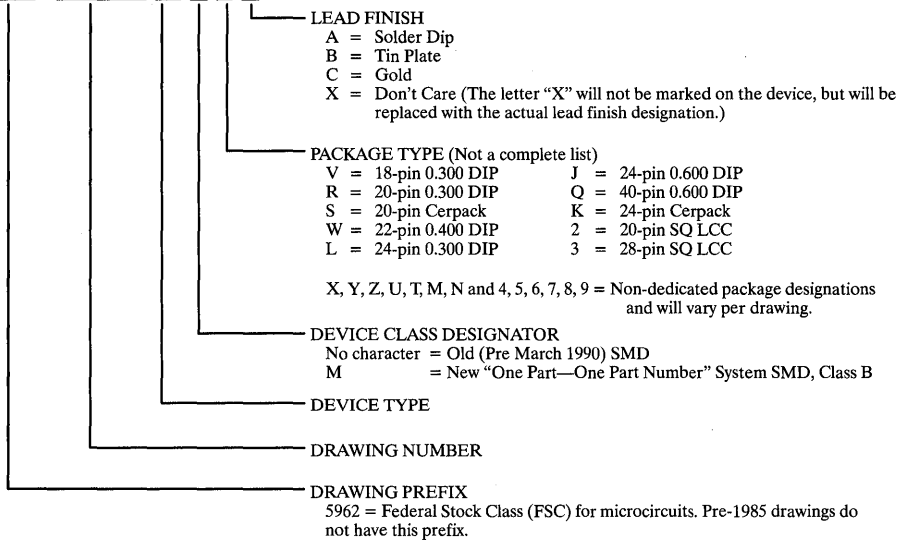 LEAD FINISH
A = Solder Dip
B = Tin Plate
C = Gold
X = Don't Care (The letter “X” will not be marked on the device, but will be
replaced with the actual lead finish designation.)
PACKAGE TYPE (Not a complete list)
V = 18-pin 0.300 DIP J = 24-pin 0.600 DIP
R = 20-pin 0.300 DIP Q = 40-pin 0.600 DIP
S = 20-pin Cerpack K = 24-pin Cerpack
W = 22-pin 0.400 DIP 2 = 20-pin SQ LCC
L = 24-pin 0.300 DIP 3 = 28-pin SQ LCC
X, Y, Z, U, T, M, N and 4, 5, 6, 7, 8, 9 = Non-dedicated package designations
and will vary per drawing.
DEVICE CLASS DESIGNATOR
No character = Old (Pre March 1990) SMD
M = New “One Part—One Part Number” System SMD, Class B
DEVICE TYPE
DRAWING NUMBER
DRAWING PREFIX
5962 = Federal Stock Class (FSC) for microcircuits. Pre-1985 drawings do
not have this prefix.